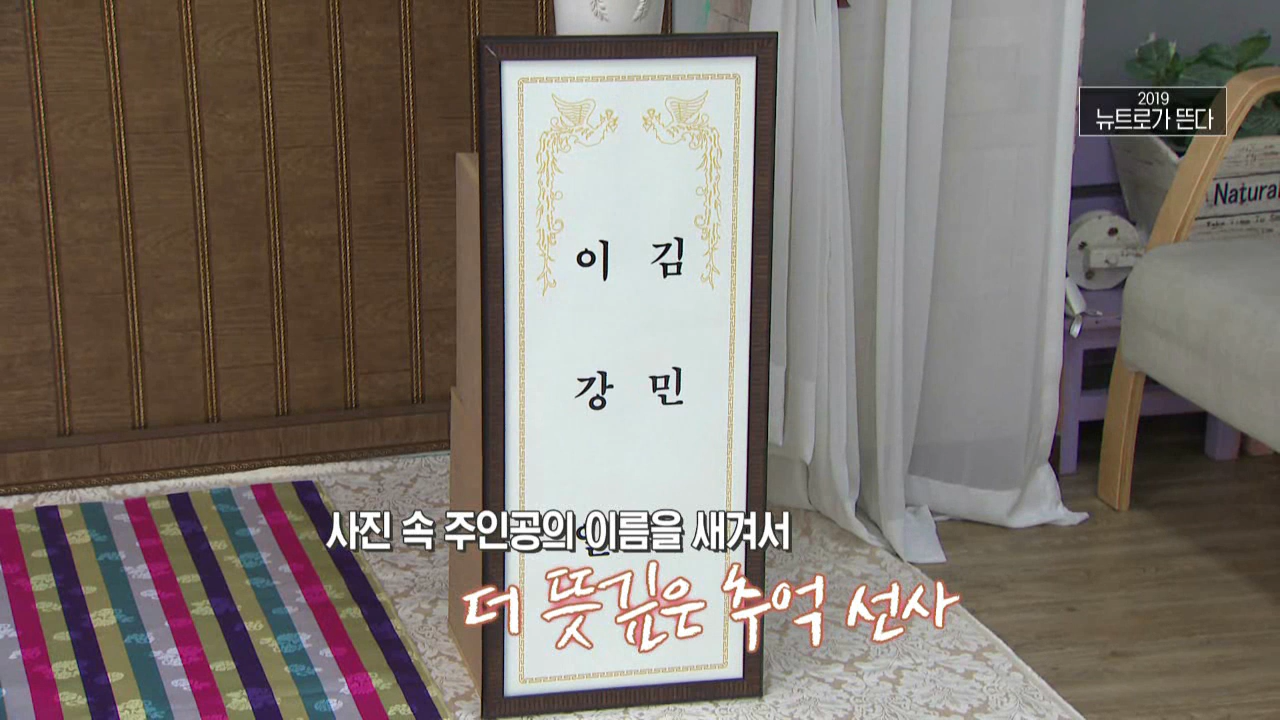 2019
뉴트로가 뜬다
Natural
김민
이강
사진 속 주인공의 이름을 새겨서
더 뜻깊은 추억 선사